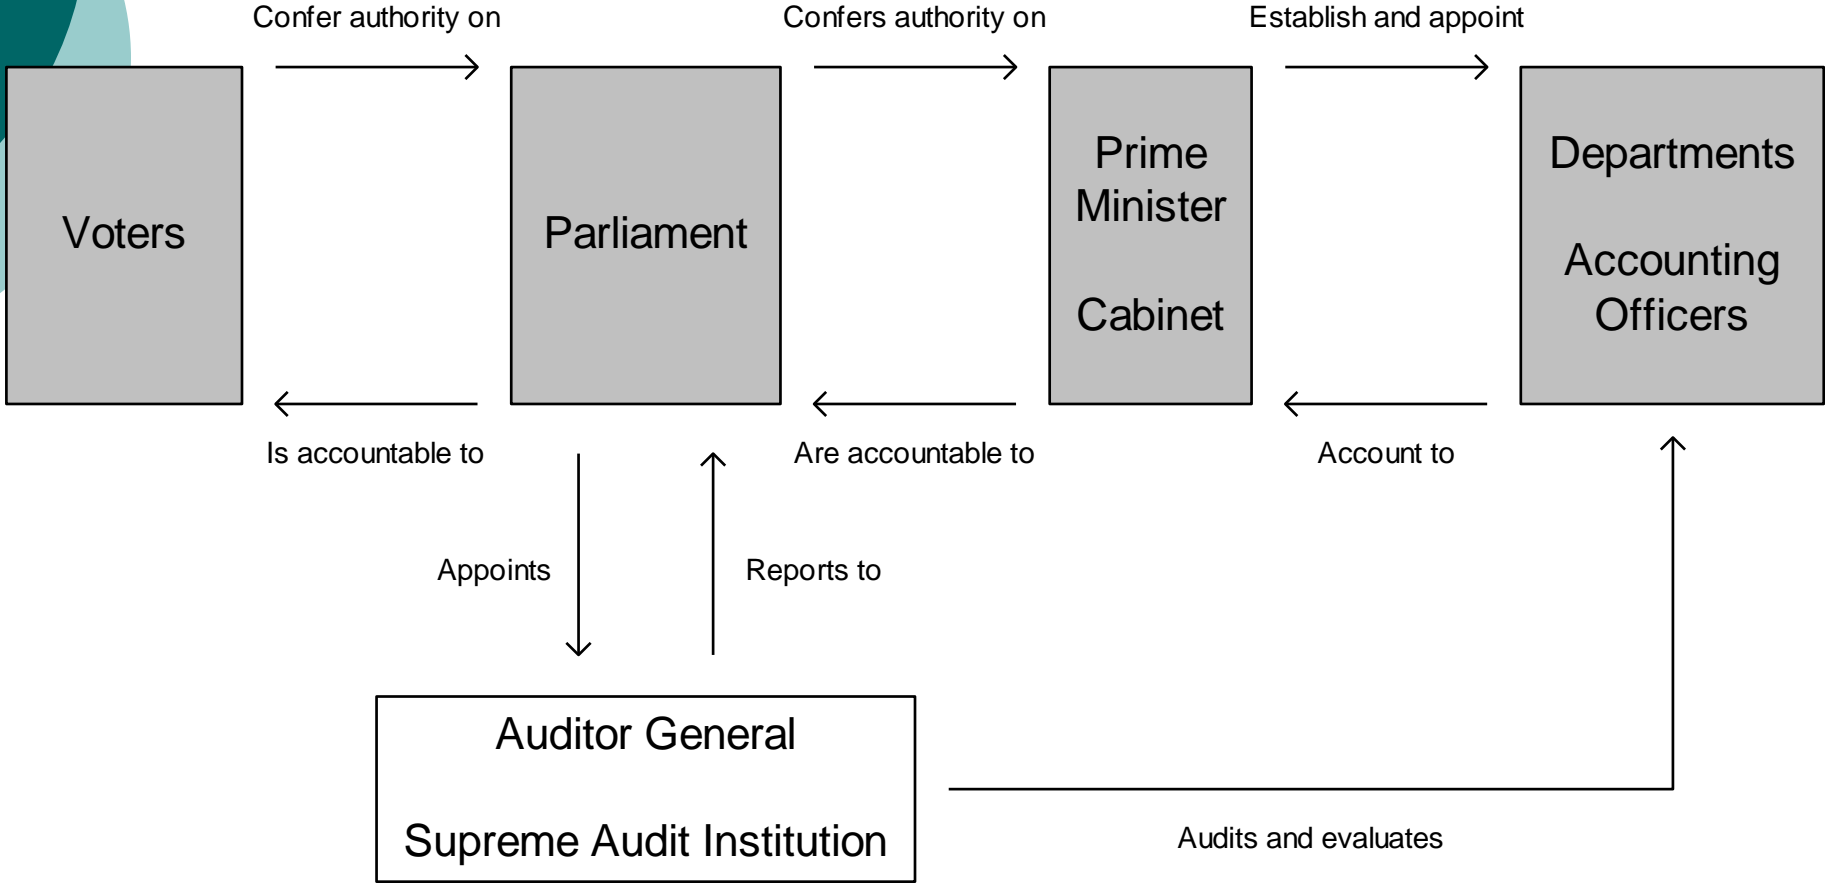 Confer authority on
Confers authority on
Establish and appoint
Voters
Parliament
Prime
Minister
Cabinet
Departments
Accounting
Officers
Is accountable to
Are accountable to
Account to
Appoints
Reports to
Auditor General
Supreme Audit Institution
Audits and evaluates